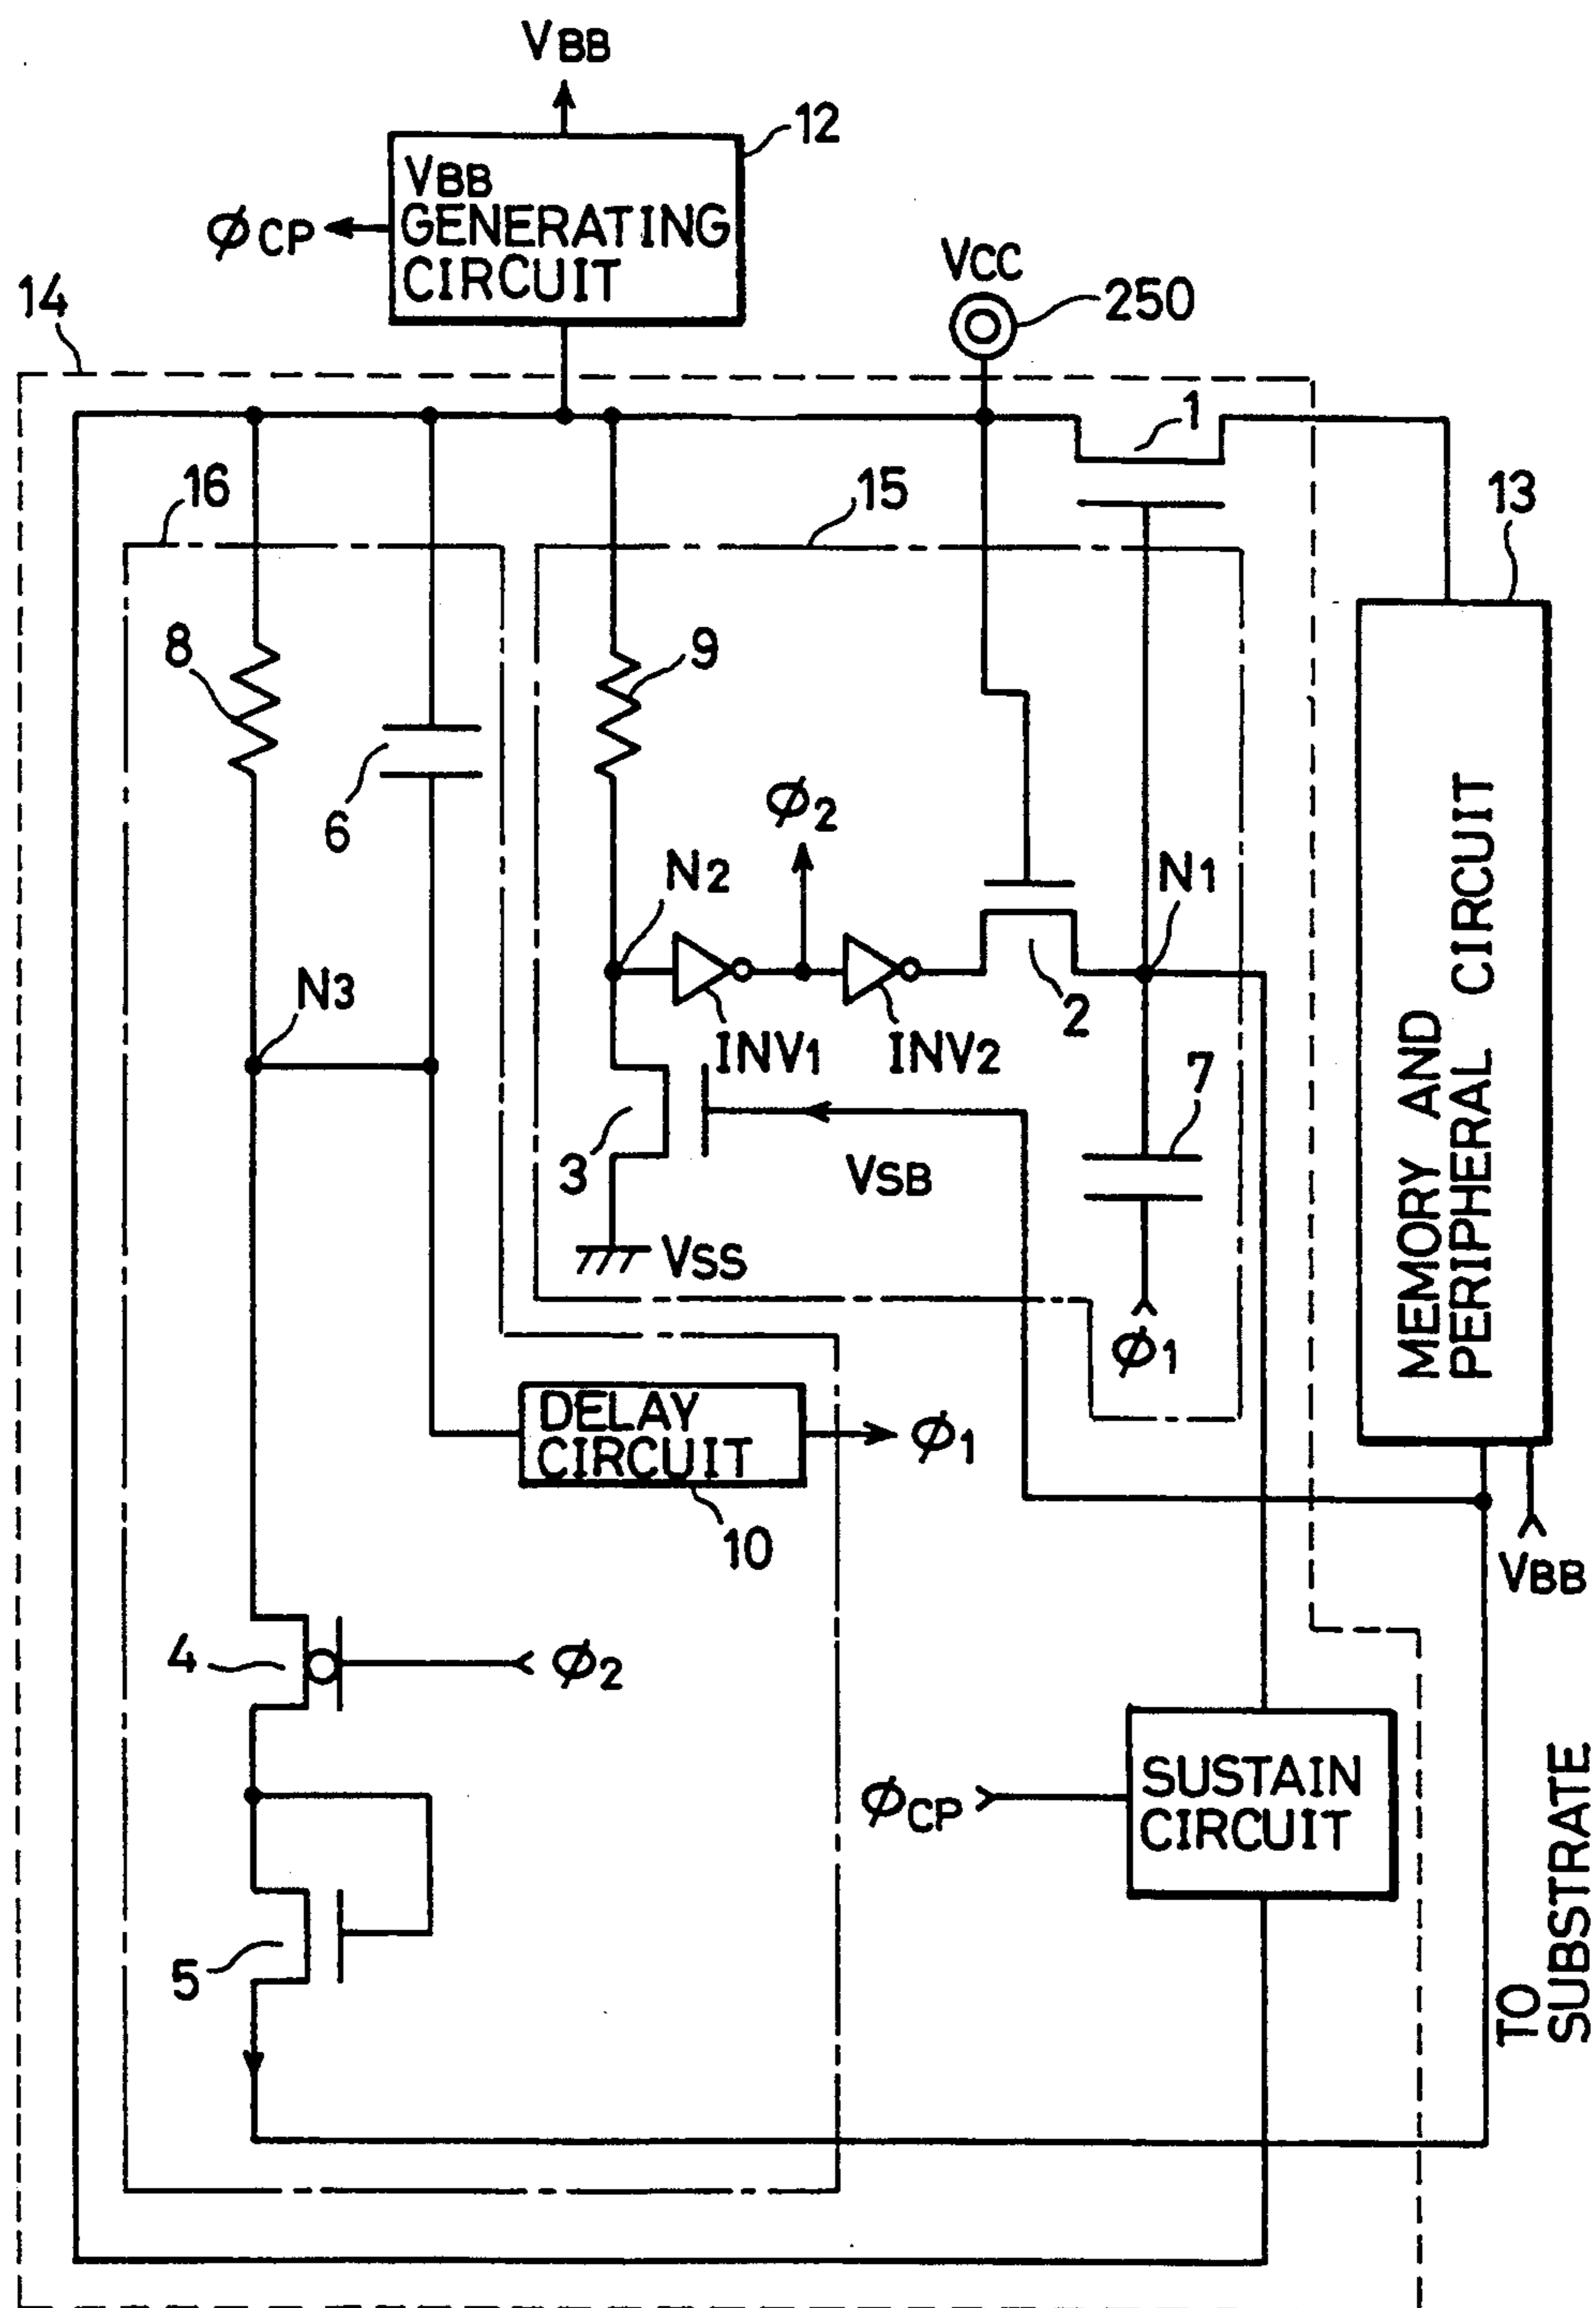 VBB
12
VBB
GENERATING
CIRCUIT
ϕCP
VCC
250
14
1
16
15
13
8
9
6
ϕ2
N2
N1
N3
INV1
INV2
2
7
3
VSB
VSS
ϕ1
MEMORY AND
PERIPHERAL CIRCUIT
DELAY
CIRCUIT
ϕ1
10
VBB
4
ϕ2
SUSTAIN
CIRCUIT
ϕCP
5
TO
SUBSTRATE